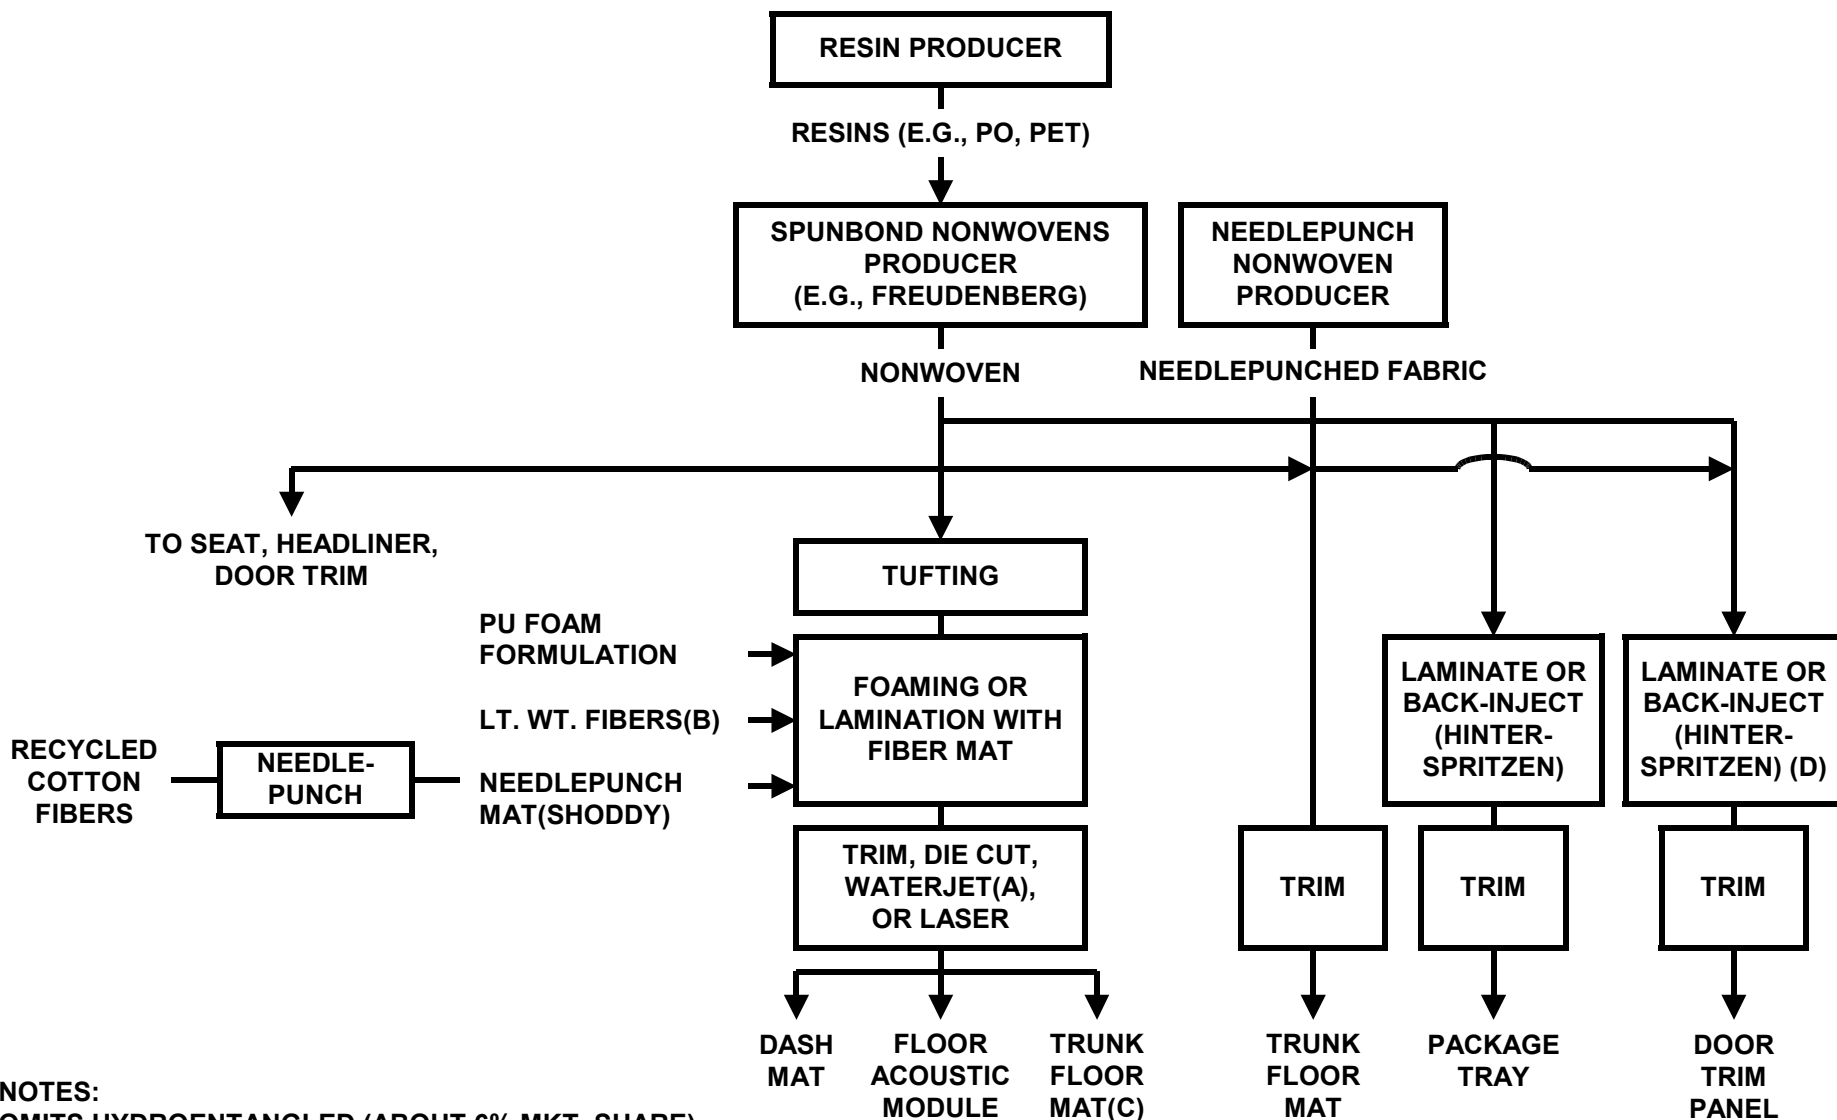 RESIN PRODUCER
RESINS (E.G., PO, PET)
SPUNBOND NONWOVENS
PRODUCER
(E.G., FREUDENBERG)
NEEDLEPUNCH
NONWOVEN
PRODUCER
NONWOVEN
NEEDLEPUNCHED FABRIC
TO SEAT, HEADLINER,
DOOR TRIM
TUFTING
PU FOAM
FORMULATION
LT. WT. FIBERS(B)
RECYCLED
COTTON
FIBERS
NEEDLE-
PUNCH
NEEDLEPUNCH
MAT(SHODDY)
FOAMING OR
LAMINATION WITH
FIBER MAT
LAMINATE OR
BACK-INJECT
(HINTER-
SPRITZEN)
LAMINATE OR
BACK-INJECT
(HINTER-
SPRITZEN) (D)
TRIM, DIE CUT,
WATERJET(A),
OR LASER
TRIM
TRIM
TRIM
DASH
MAT
FLOOR
ACOUSTIC
MODULE
TRUNK
FLOOR
MAT(C)
TRUNK
FLOOR
MAT
PACKAGE
TRAY
DOOR
TRIM
PANEL
NOTES:
OMITS HYDROENTANGLED (ABOUT 6% MKT. SHARE)